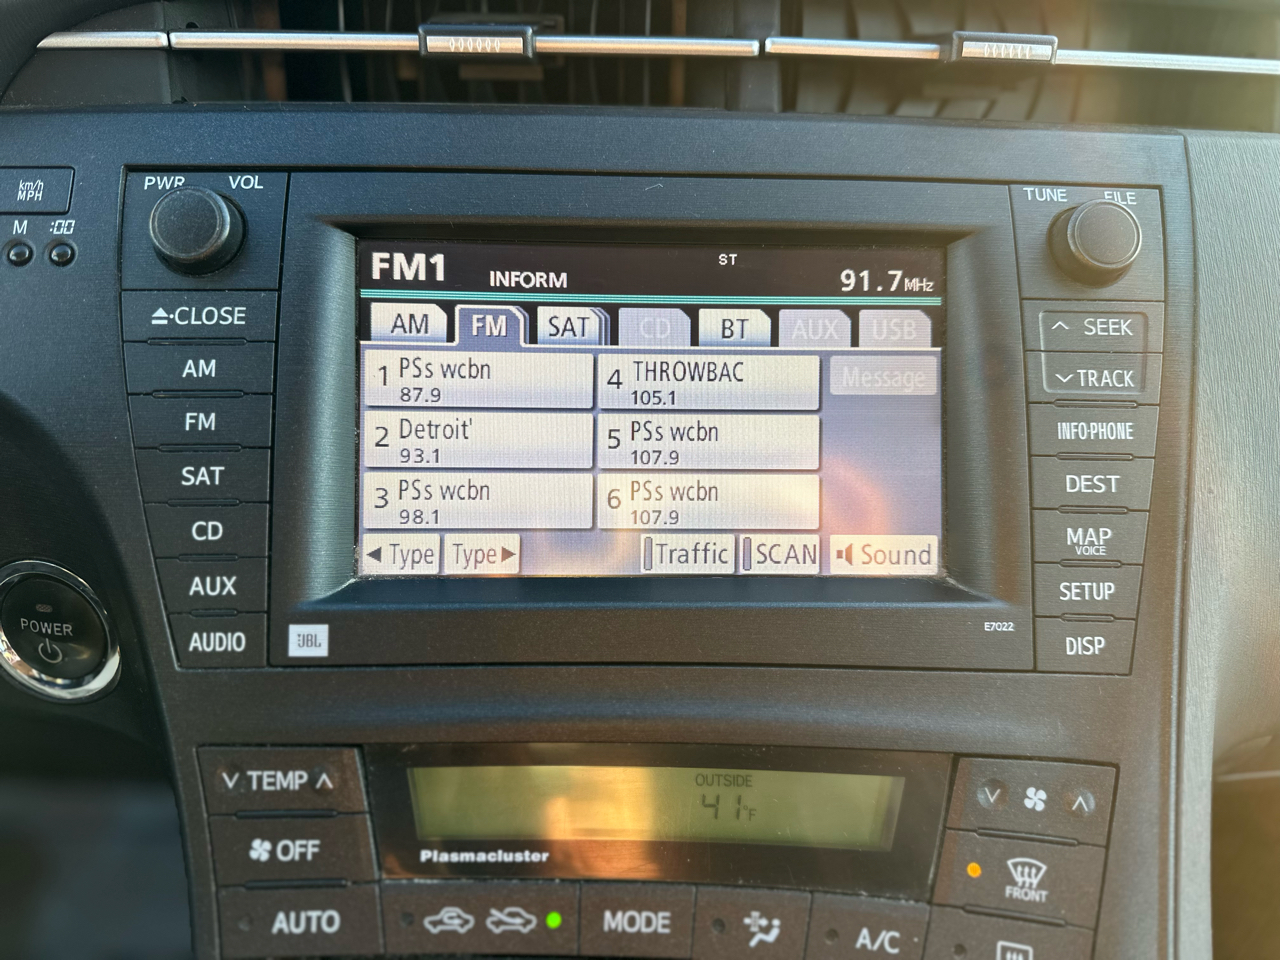 km/h
MPH
M :00
PWR VOL
TUNE FILE
CLOSE
AM
FM
SAT
CD
AUX
AUDIO
POWER
FM1 INFORM ST 91.7 MHz
AM FM SAT CD BT AUX USB
1 PSs wcbn
87.9
4 THROWBAC
105.1
Message
2 Detroit'
93.1
5 PSs wcbn
107.9
3 PSs wcbn
98.1
6 PSs wcbn
107.9
Type Type Traffic SCAN Sound
JBL
E7022
SEEK
TRACK
INFO·PHONE
DEST
MAP
VOICE
SETUP
DISP
TEMP
OFF
AUTO
OUTSIDE
41°F
Plasmacluster
MODE
A/C
FRONT